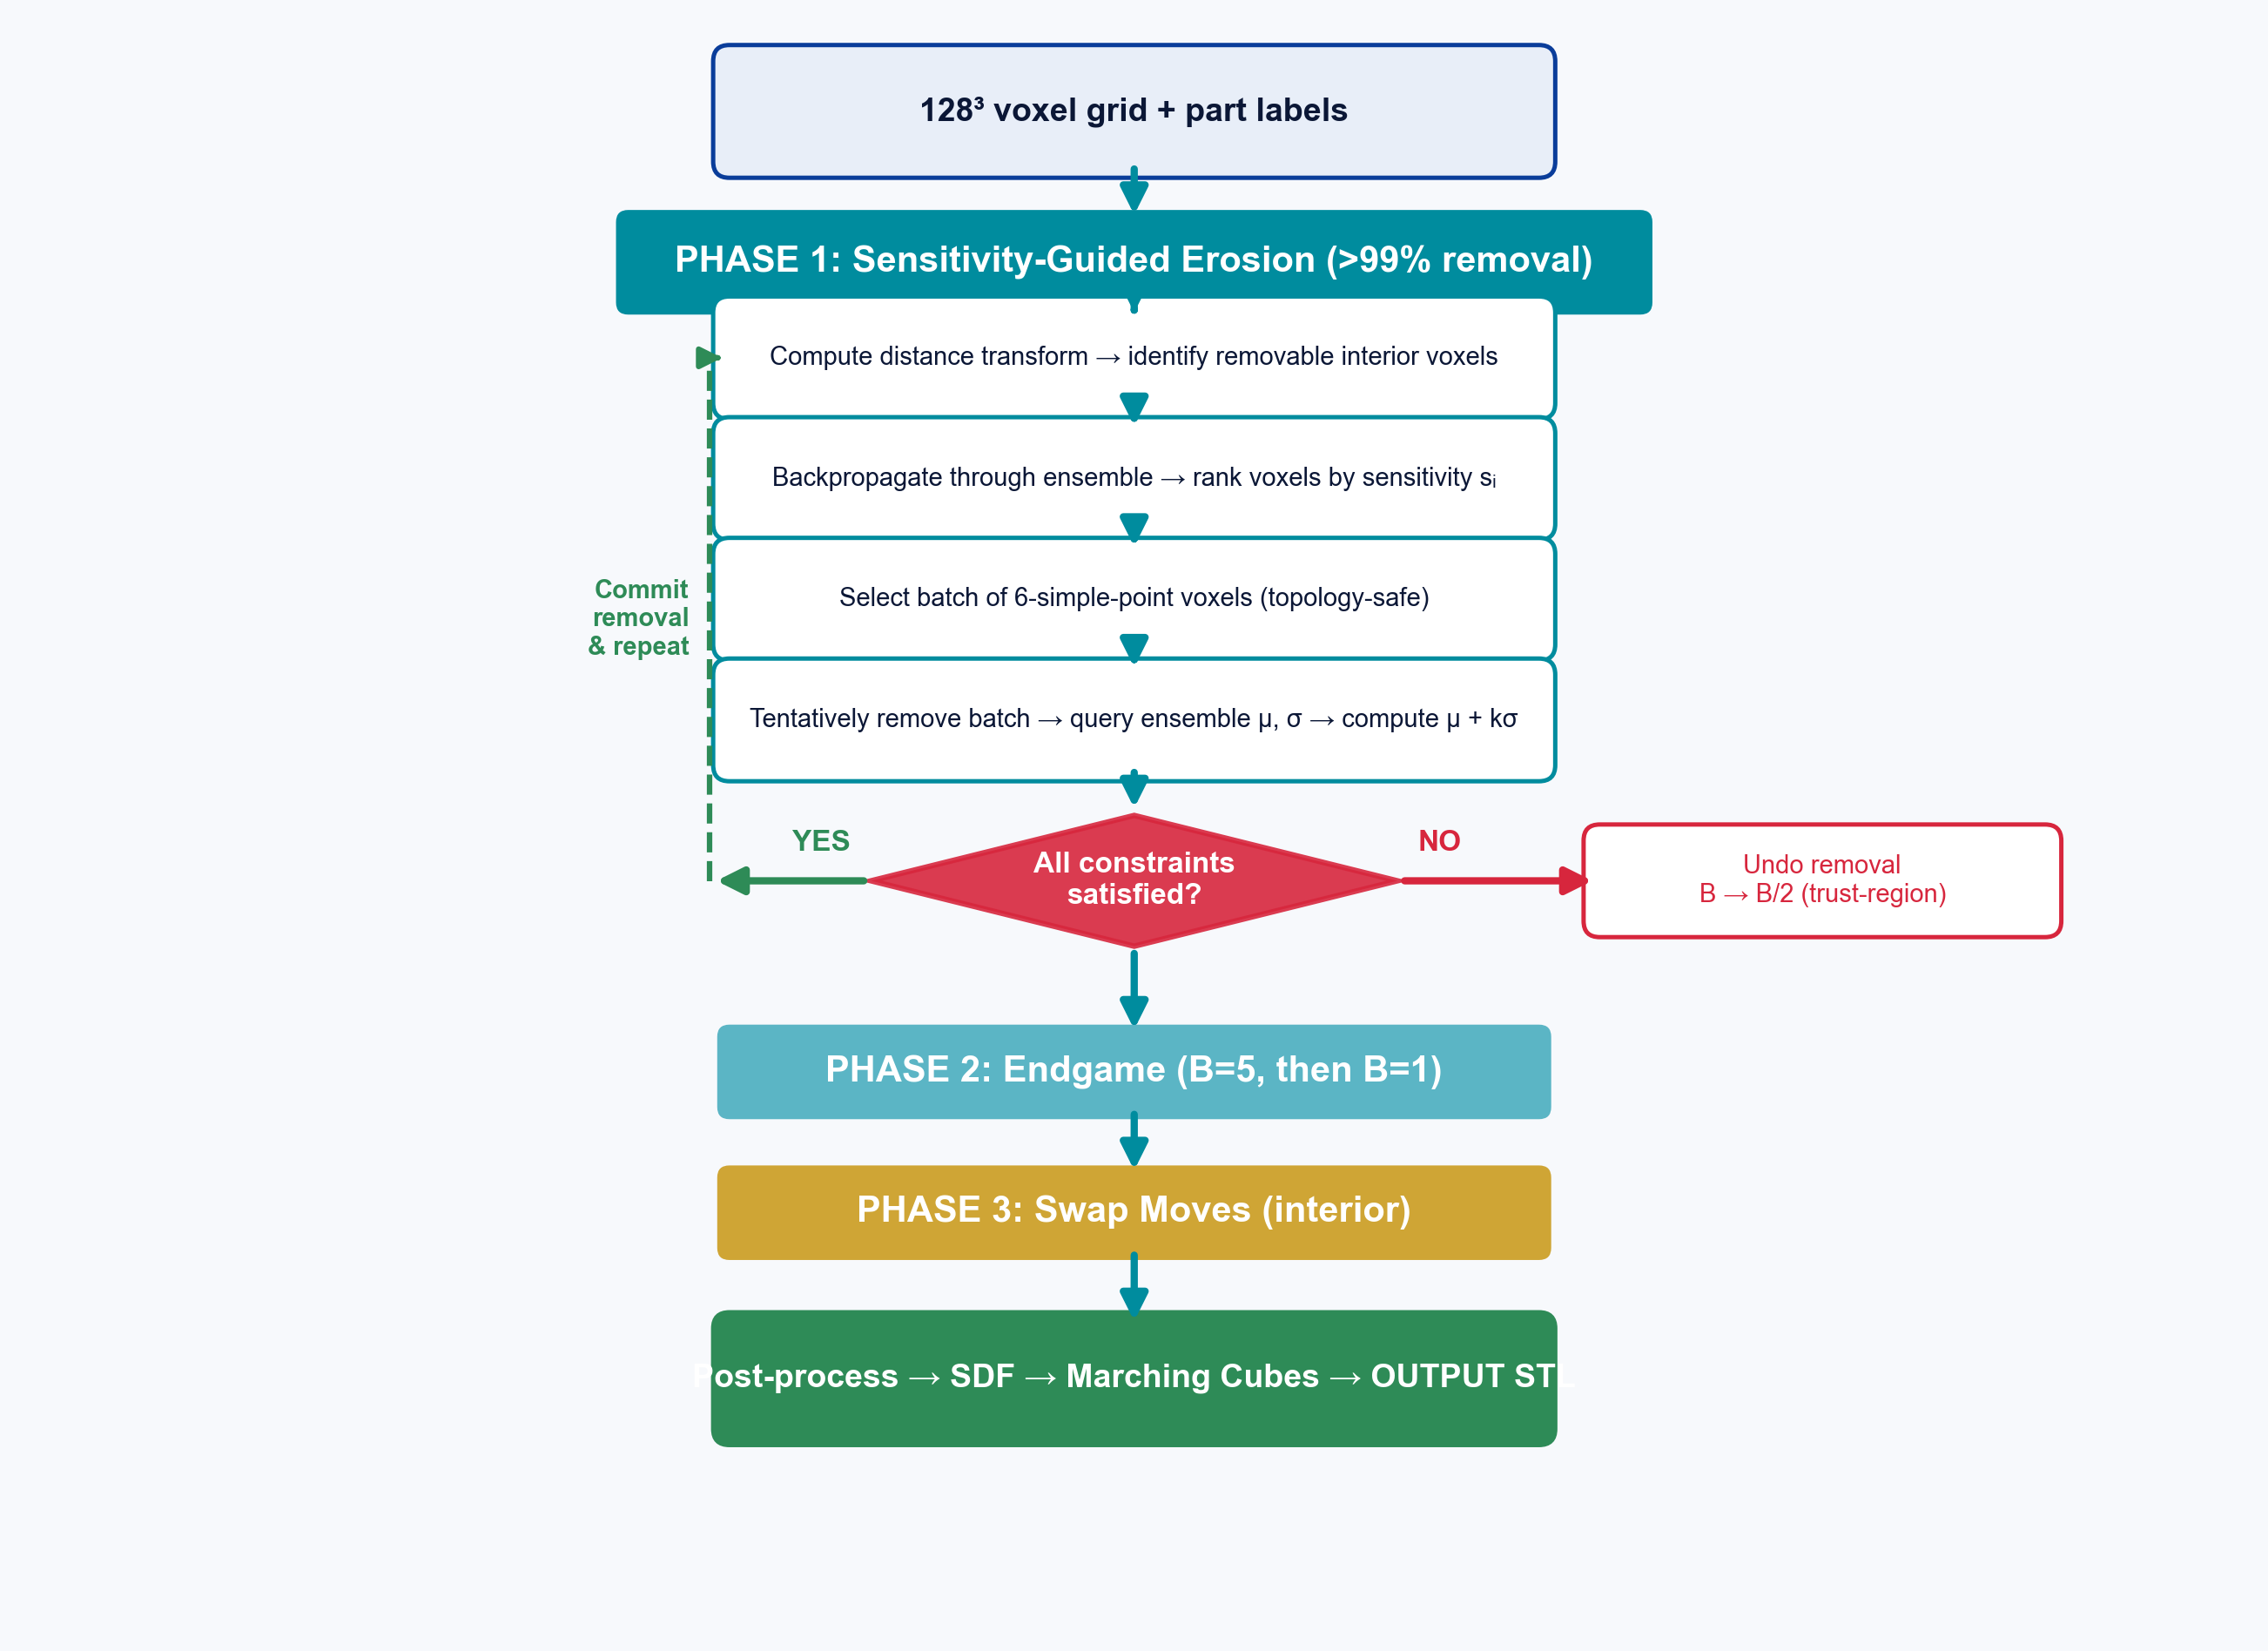 128³ voxel grid + part labels
PHASE 1: Sensitivity-Guided Erosion (>99% removal)
Compute distance transform → identify removable interior voxels
Backpropagate through ensemble → rank voxels by sensitivity sᵢ
Select batch of 6-simple-point voxels (topology-safe)
Commit
removal
& repeat
Tentatively remove batch → query ensemble μ, σ → compute μ + kσ
YES
All constraints
satisfied?
NO
Undo removal
B → B/2 (trust-region)
PHASE 2: Endgame (B=5, then B=1)
PHASE 3: Swap Moves (interior)
Post-process → SDF → Marching Cubes → OUTPUT STL